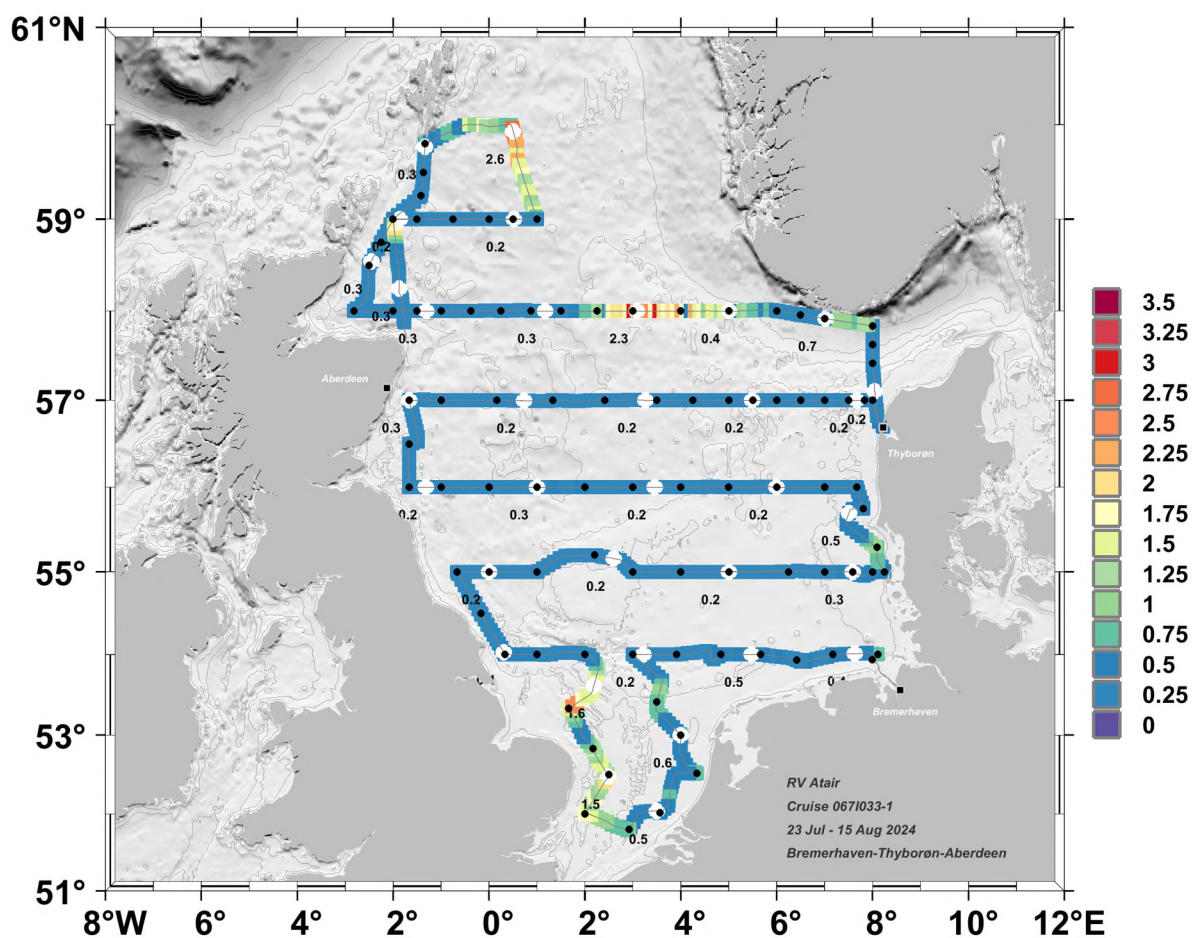 61°N
59°
57°
55°
53°
51°
8°W 6° 4° 2° 0° 2° 4° 6° 8° 10° 12°E
2.6
0.3
0.2 0.2
0.3
0.3
0.3 0.3 2.3 0.4 0.7
Aberdeen
0.3 0.2 0.2 0.2 0.2 0.2
Thyborøn
0.2 0.3 0.2 0.2
0.5
0.2 0.2 0.2 0.3
0.2 0.5
1.6
Bremerhaven
0.6
1.5
0.5
RV Atair
Cruise 067I033-1
23 Jul - 15 Aug 2024
Bremerhaven-Thyborøn-Aberdeen
3.5
3.25
3
2.75
2.5
2.25
2
1.75
1.5
1.25
1
0.75
0.5
0.25
0